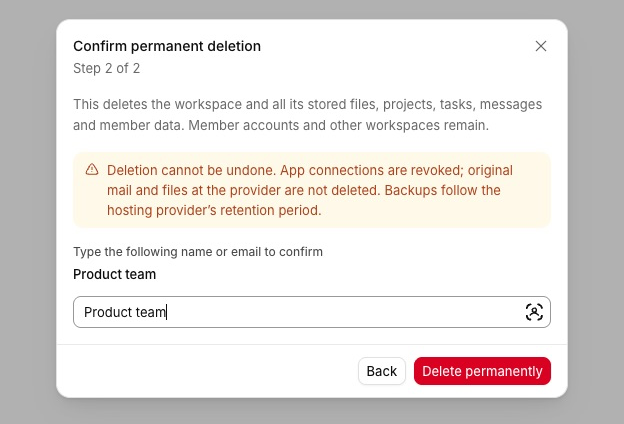 Confirm permanent deletion
Step 2 of 2
This deletes the workspace and all its stored files, projects, tasks, messages
and member data. Member accounts and other workspaces remain.
Deletion cannot be undone. App connections are revoked; original
mail and files at the provider are not deleted. Backups follow the
hosting provider’s retention period.
Type the following name or email to confirm
Product team
Product team
Back
Delete permanently